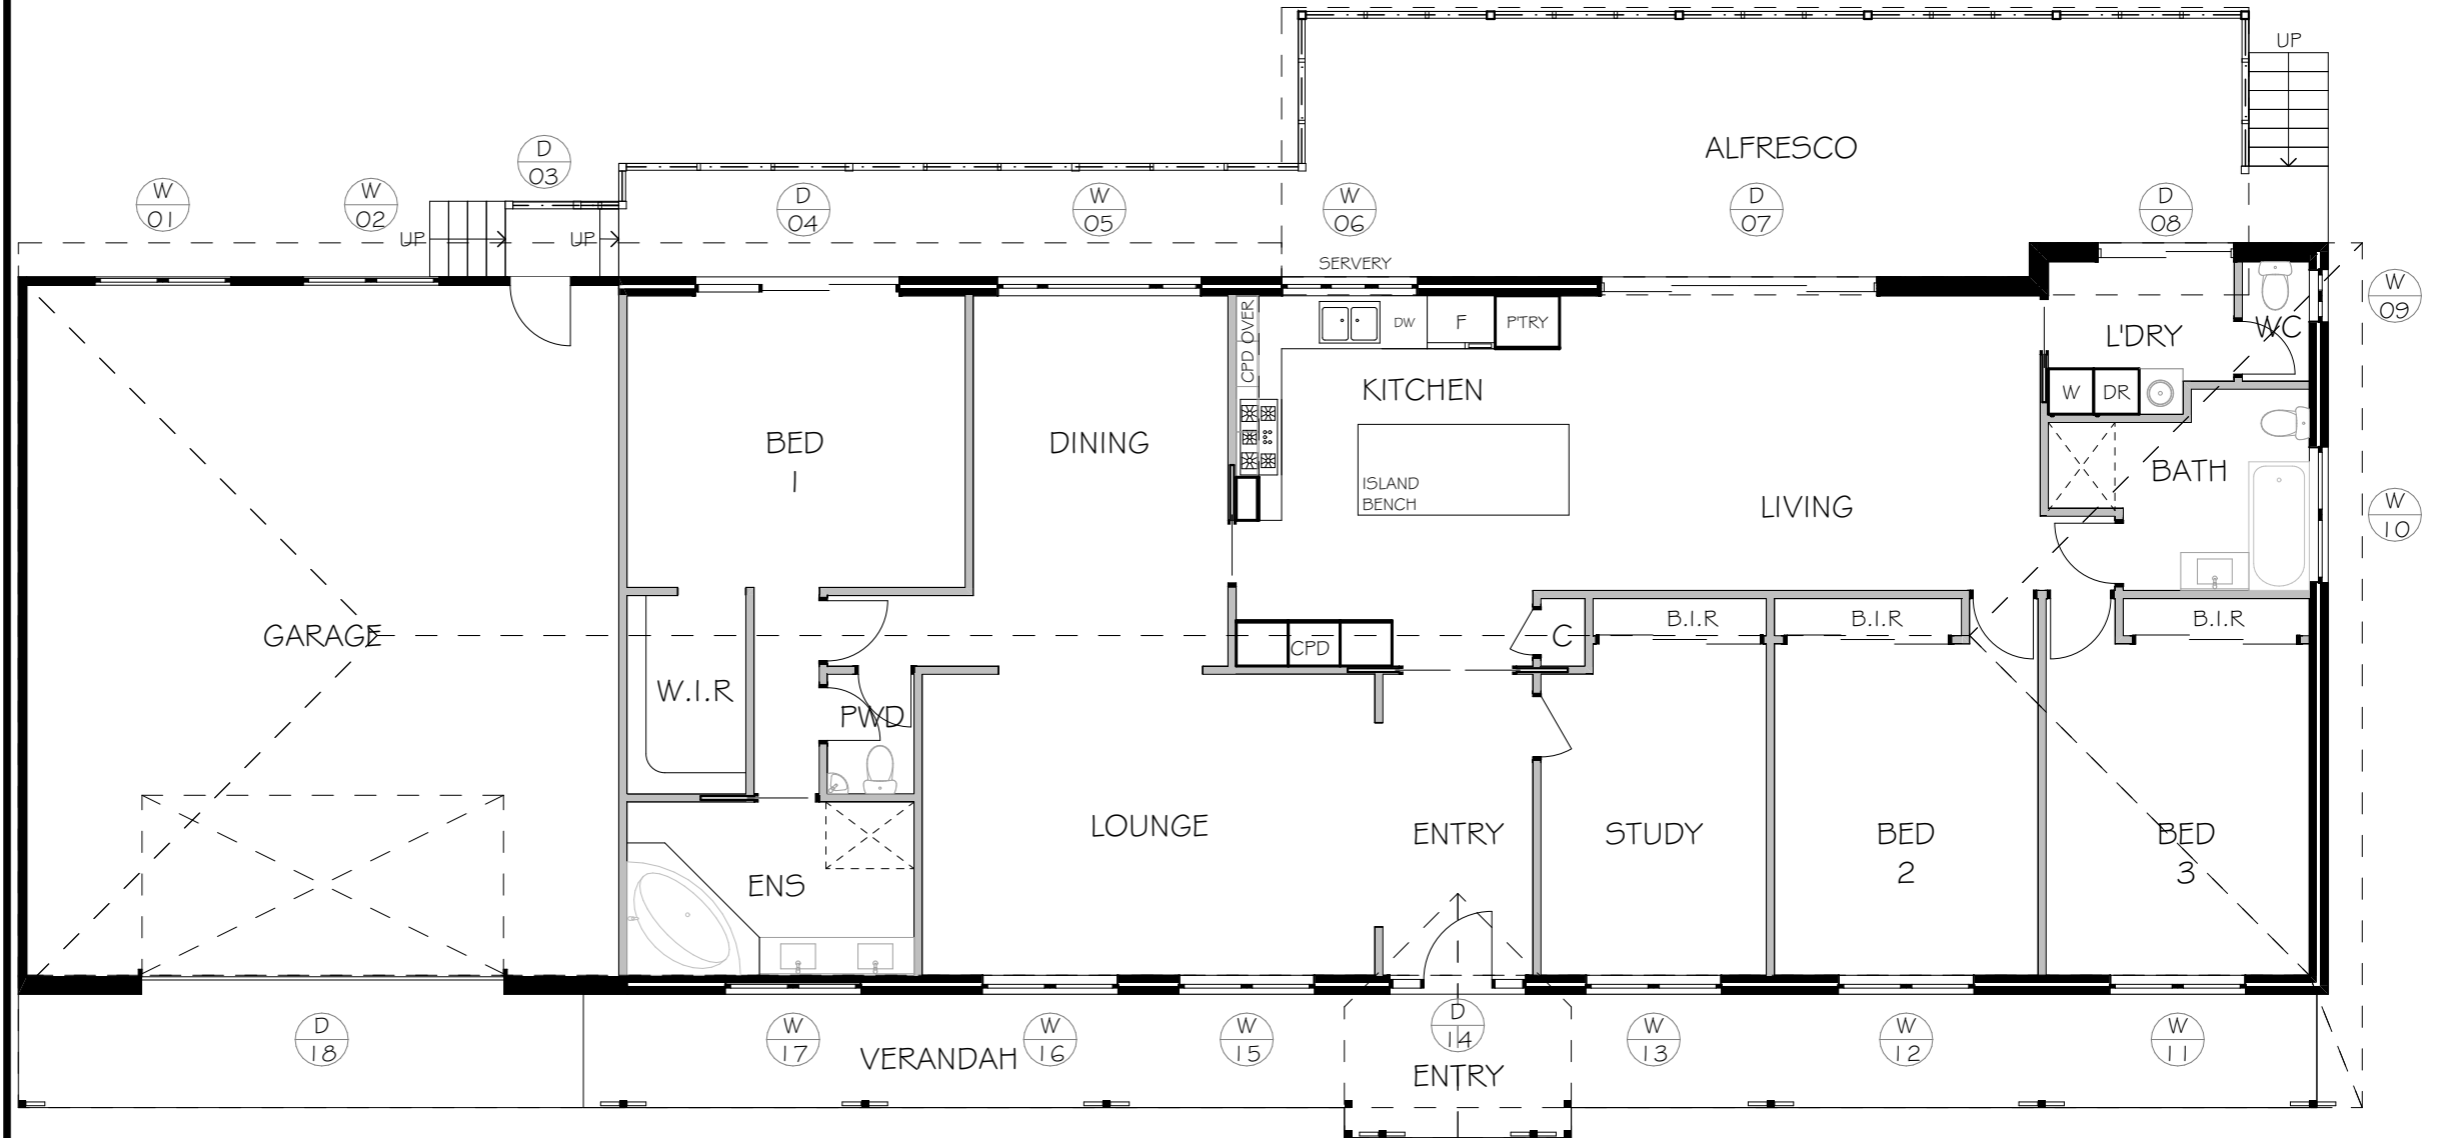 UP
ALFRESCO
D
03
W
01
W
02
D
04
W
05
W
06
D
07
D
08
UP
UP
SERVERY
W
09
CPD OVER
DW
F
P'TRY
L'DRY
WC
KITCHEN
W
DR
BED
1
DINING
BATH
ISLAND
BENCH
LIVING
W
10
GARAGE
C
B.I.R
B.I.R
B.I.R
CPD
W.I.R
PWD
LOUNGE
ENTRY
STUDY
BED
2
BED
3
ENS
D
18
W
17
VERANDAH
W
16
W
15
D
14
W
13
W
12
W
11
ENTRY